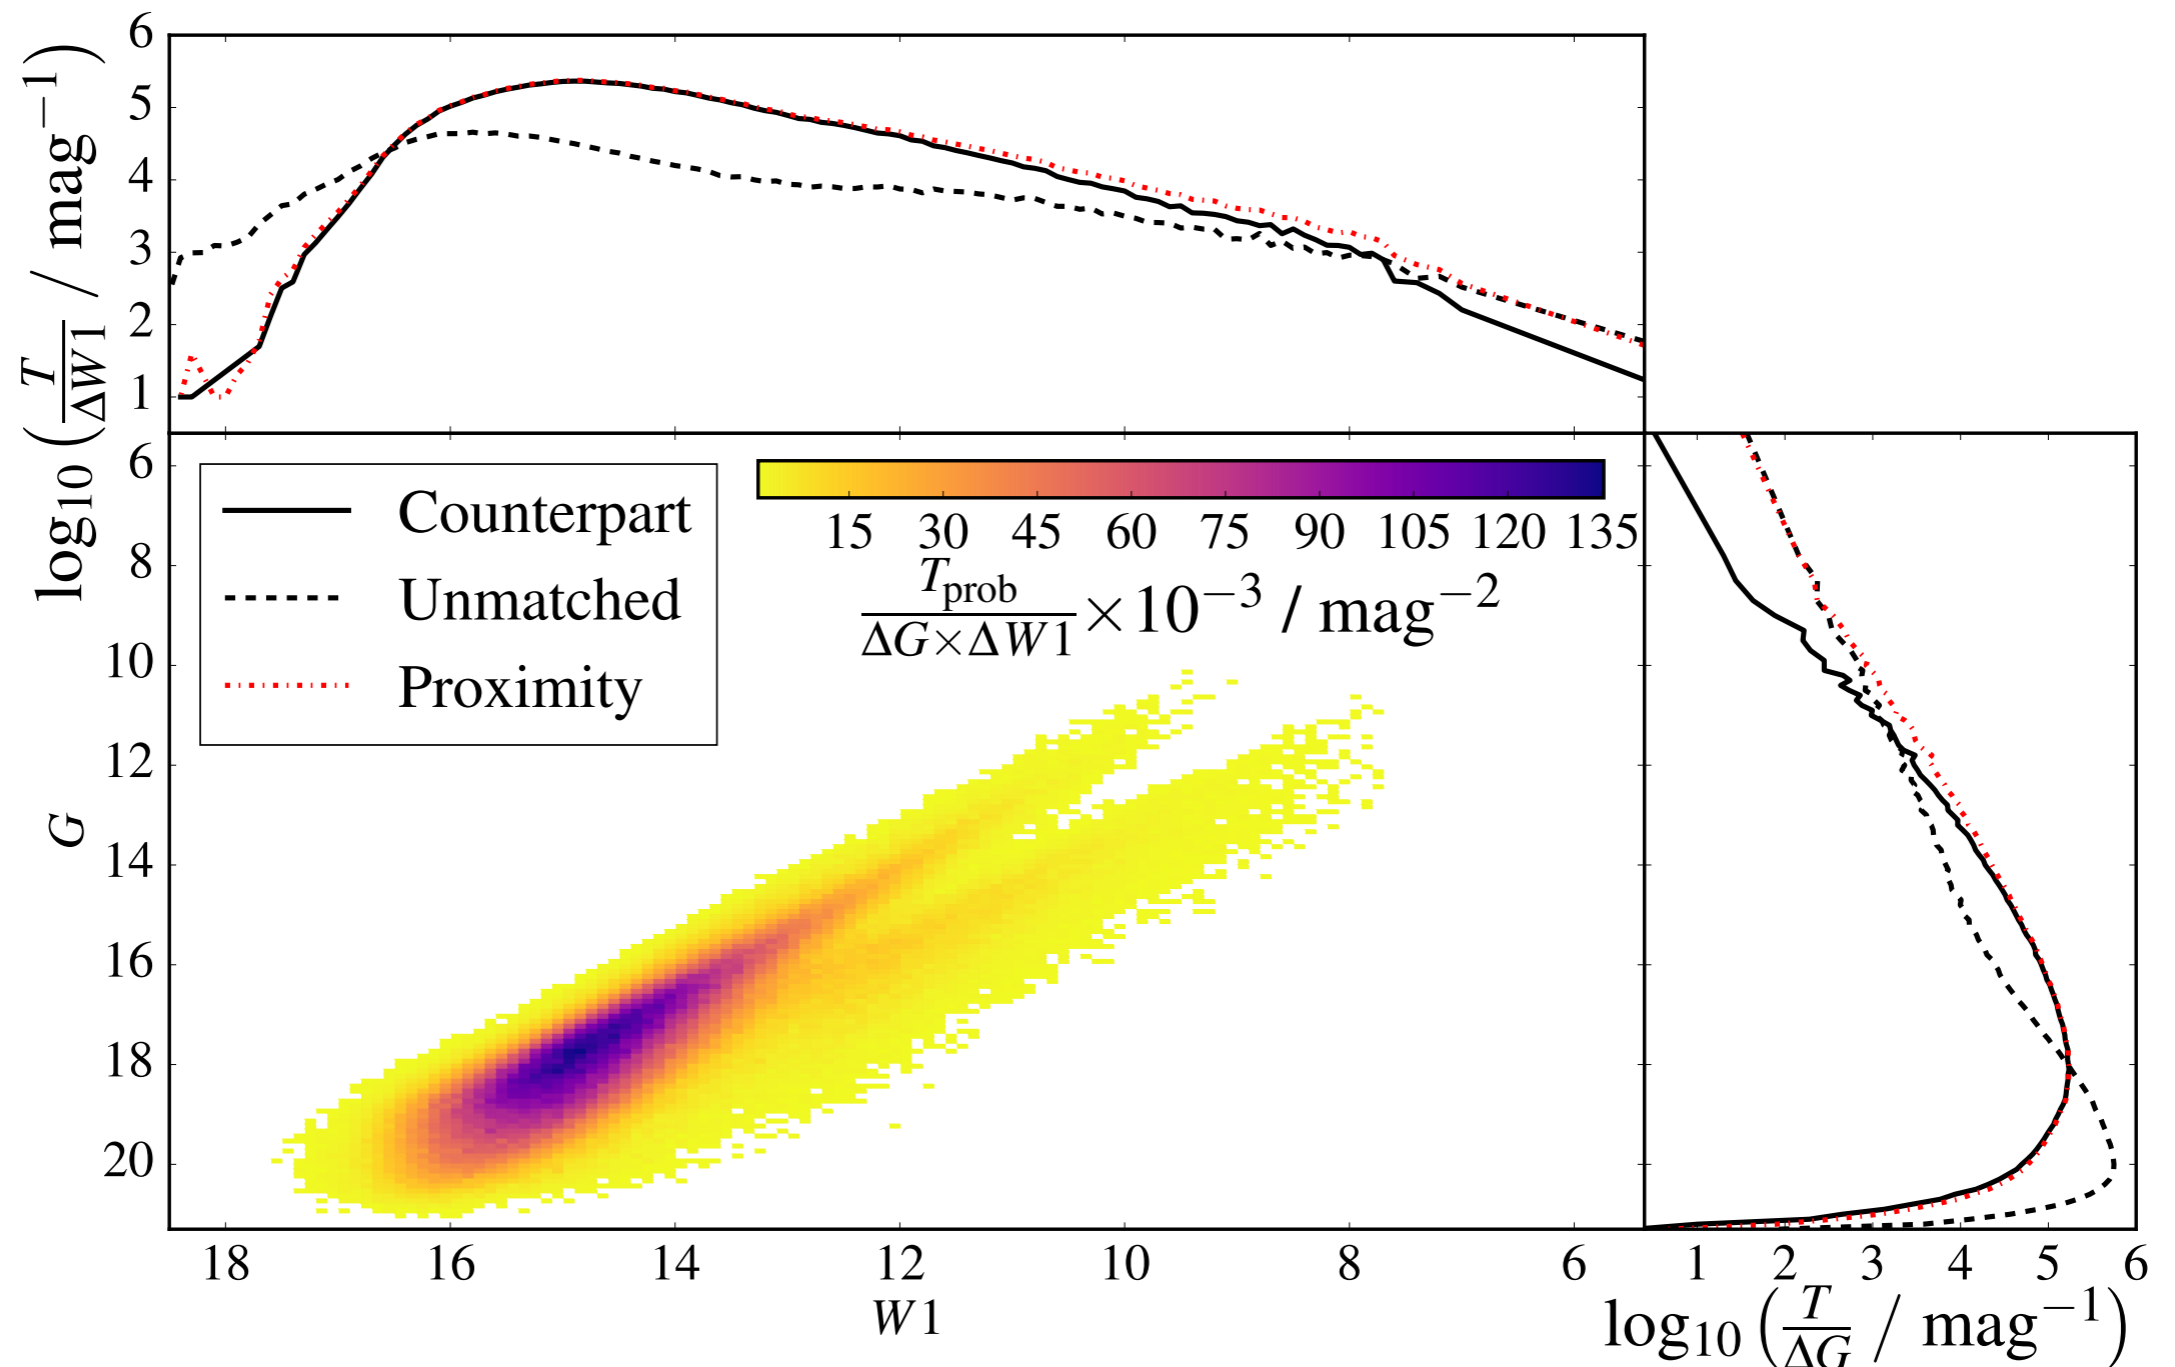 6
5
4
3
2
1
log10 (T/ΔW1 / mag−1)
6
8
10
12
14
16
18
20
G
Counterpart
Unmatched
Proximity
15 30 45 60 75 90 105 120 135
Tprob/ΔG×ΔW1 ×10−3 / mag−2
18 16 14 12 10 8 6
W1
1 2 3 4 5 6
log10 (T/ΔG / mag−1)